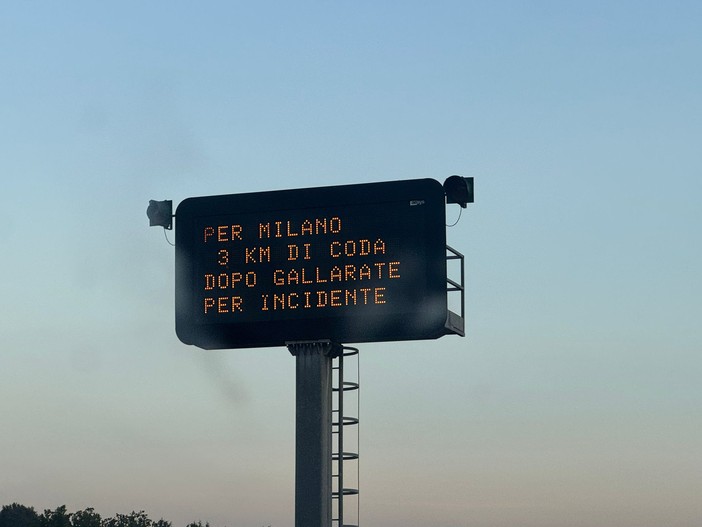 PER MILANO
3 KM DI CODA
DOPO GALLARATE
PER INCIDENTE